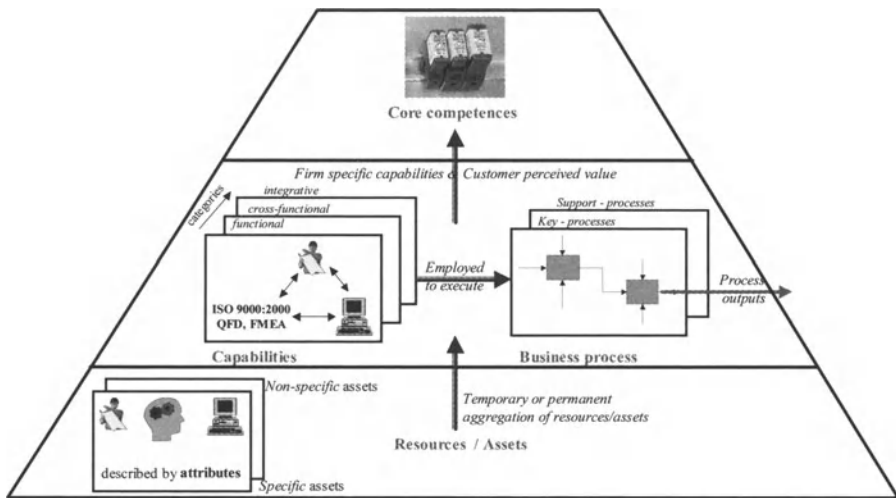 Core competences
Firm specific capabilities & Customer perceived value
categories
integrative
cross-functional
functional
ISO 9000:2000
QFD, FMEA
Capabilities
Employed
to execute
Support - processes
Key - processes
Process
outputs
Business process
Non-specific assets
described by attributes
Specific assets
Temporary or permanent
aggregation of resources/assets
Resources / Assets